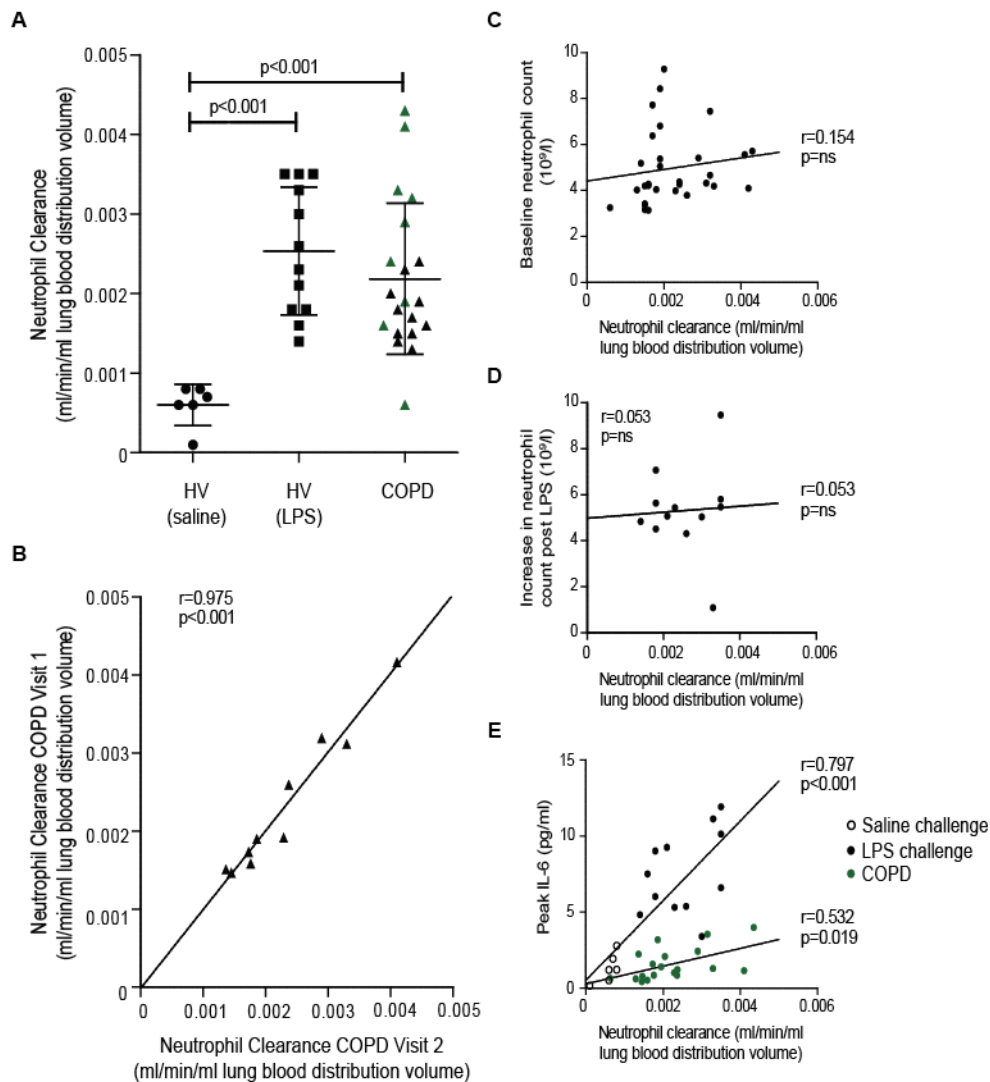 A
Neutrophil Clearance
(ml/min/ml lung blood distribution volume)
0.005
0.004
0.003
0.002
0.001
0
p<0.001
p<0.001
HV
(saline)
HV
(LPS)
COPD
B
Neutrophil Clearance COPD Visit 1
(ml/min/ml lung blood distribution volume)
0.005
0.004
0.003
0.002
0.001
0
r=0.975
p<0.001
0
0.001
0.002
0.003
0.004
0.005
Neutrophil Clearance COPD Visit 2
(ml/min/ml lung blood distribution volume)
C
Baseline neutrophil count
(10⁹/l)
10
8
6
4
2
0
r=0.154
p=ns
0
0.002
0.004
0.006
Neutrophil clearance (ml/min/ml
lung blood distribution volume)
D
Increase in neutrophil
count post LPS (10⁹/l)
10
8
6
4
2
0
r=0.053
p=ns
r=0.053
p=ns
0
0.002
0.004
0.006
Neutrophil clearance (ml/min/ml
lung blood distribution volume)
E
Peak IL-6 (pg/ml)
15
10
5
0
r=0.797
p<0.001
Saline challenge
LPS challenge
COPD
r=0.532
p=0.019
0
0.002
0.004
0.006
Neutrophil clearance (ml/min/ml
lung blood distribution volume)